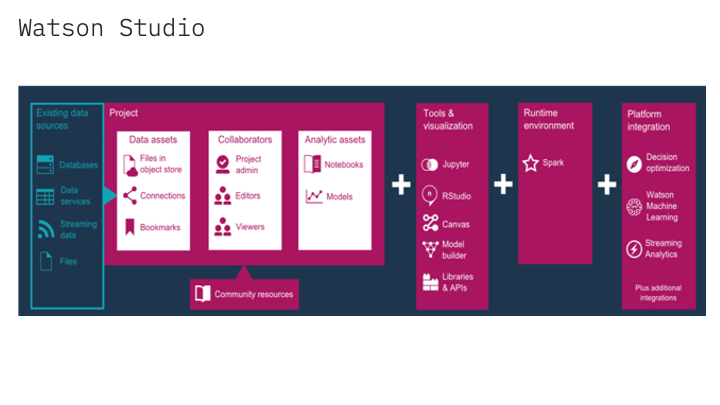 Watson Studio
Existing data
sources
Databases
Data
services
Streaming
data
Files
Project
Data assets
Files in
object store
Connections
Bookmarks
Collaborators
Project
admin
Editors
Viewers
Analytic assets
Notebooks
Models
Community resources
Tools &
visualization
Jupyter
R
RStudio
Canvas
Model
builder
Libraries
& APIs
Runtime
environment
Spark
Platform
integration
Decision
optimization
Watson
Machine
Learning
Streaming
Analytics
Plus additional
integrations